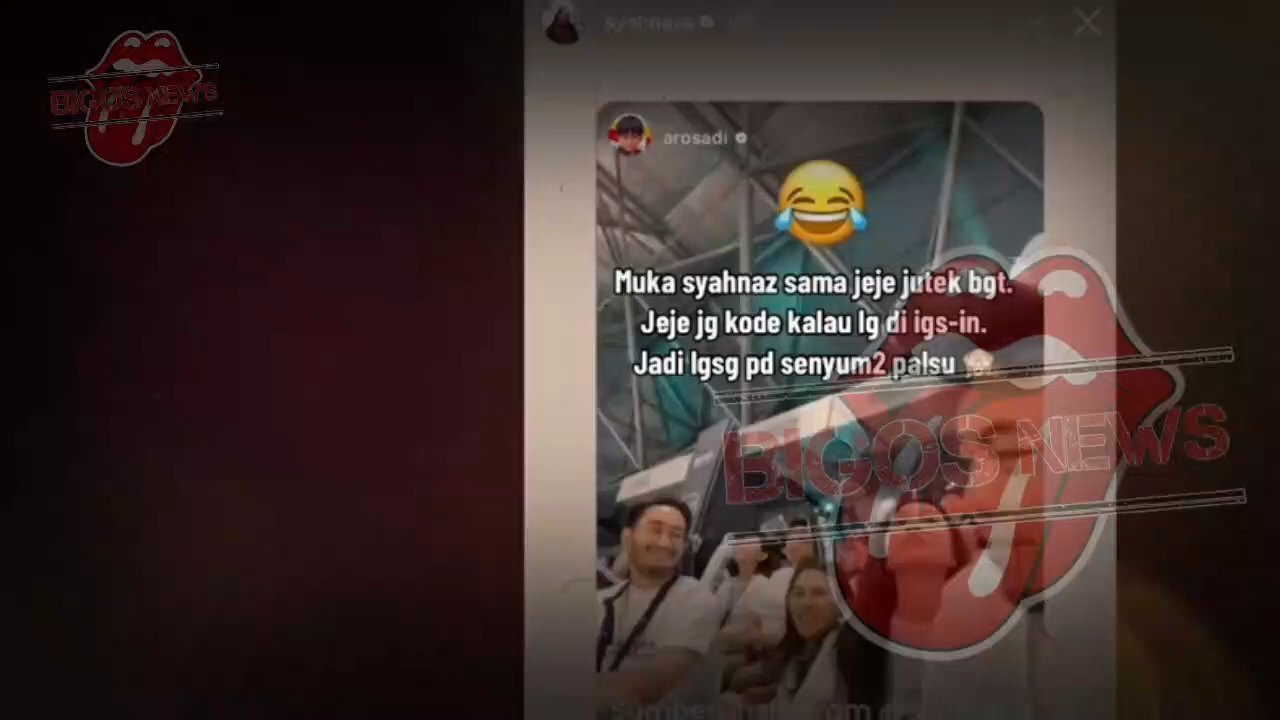 BIGOS NEWS
syahnazs
arosadi
Muka syahnaz sama jeje jutek bgt.
Jeje jg kode kalau lg di igs-in.
Jadi lgsg pd senyum2 palsu
BIGOS NEWS